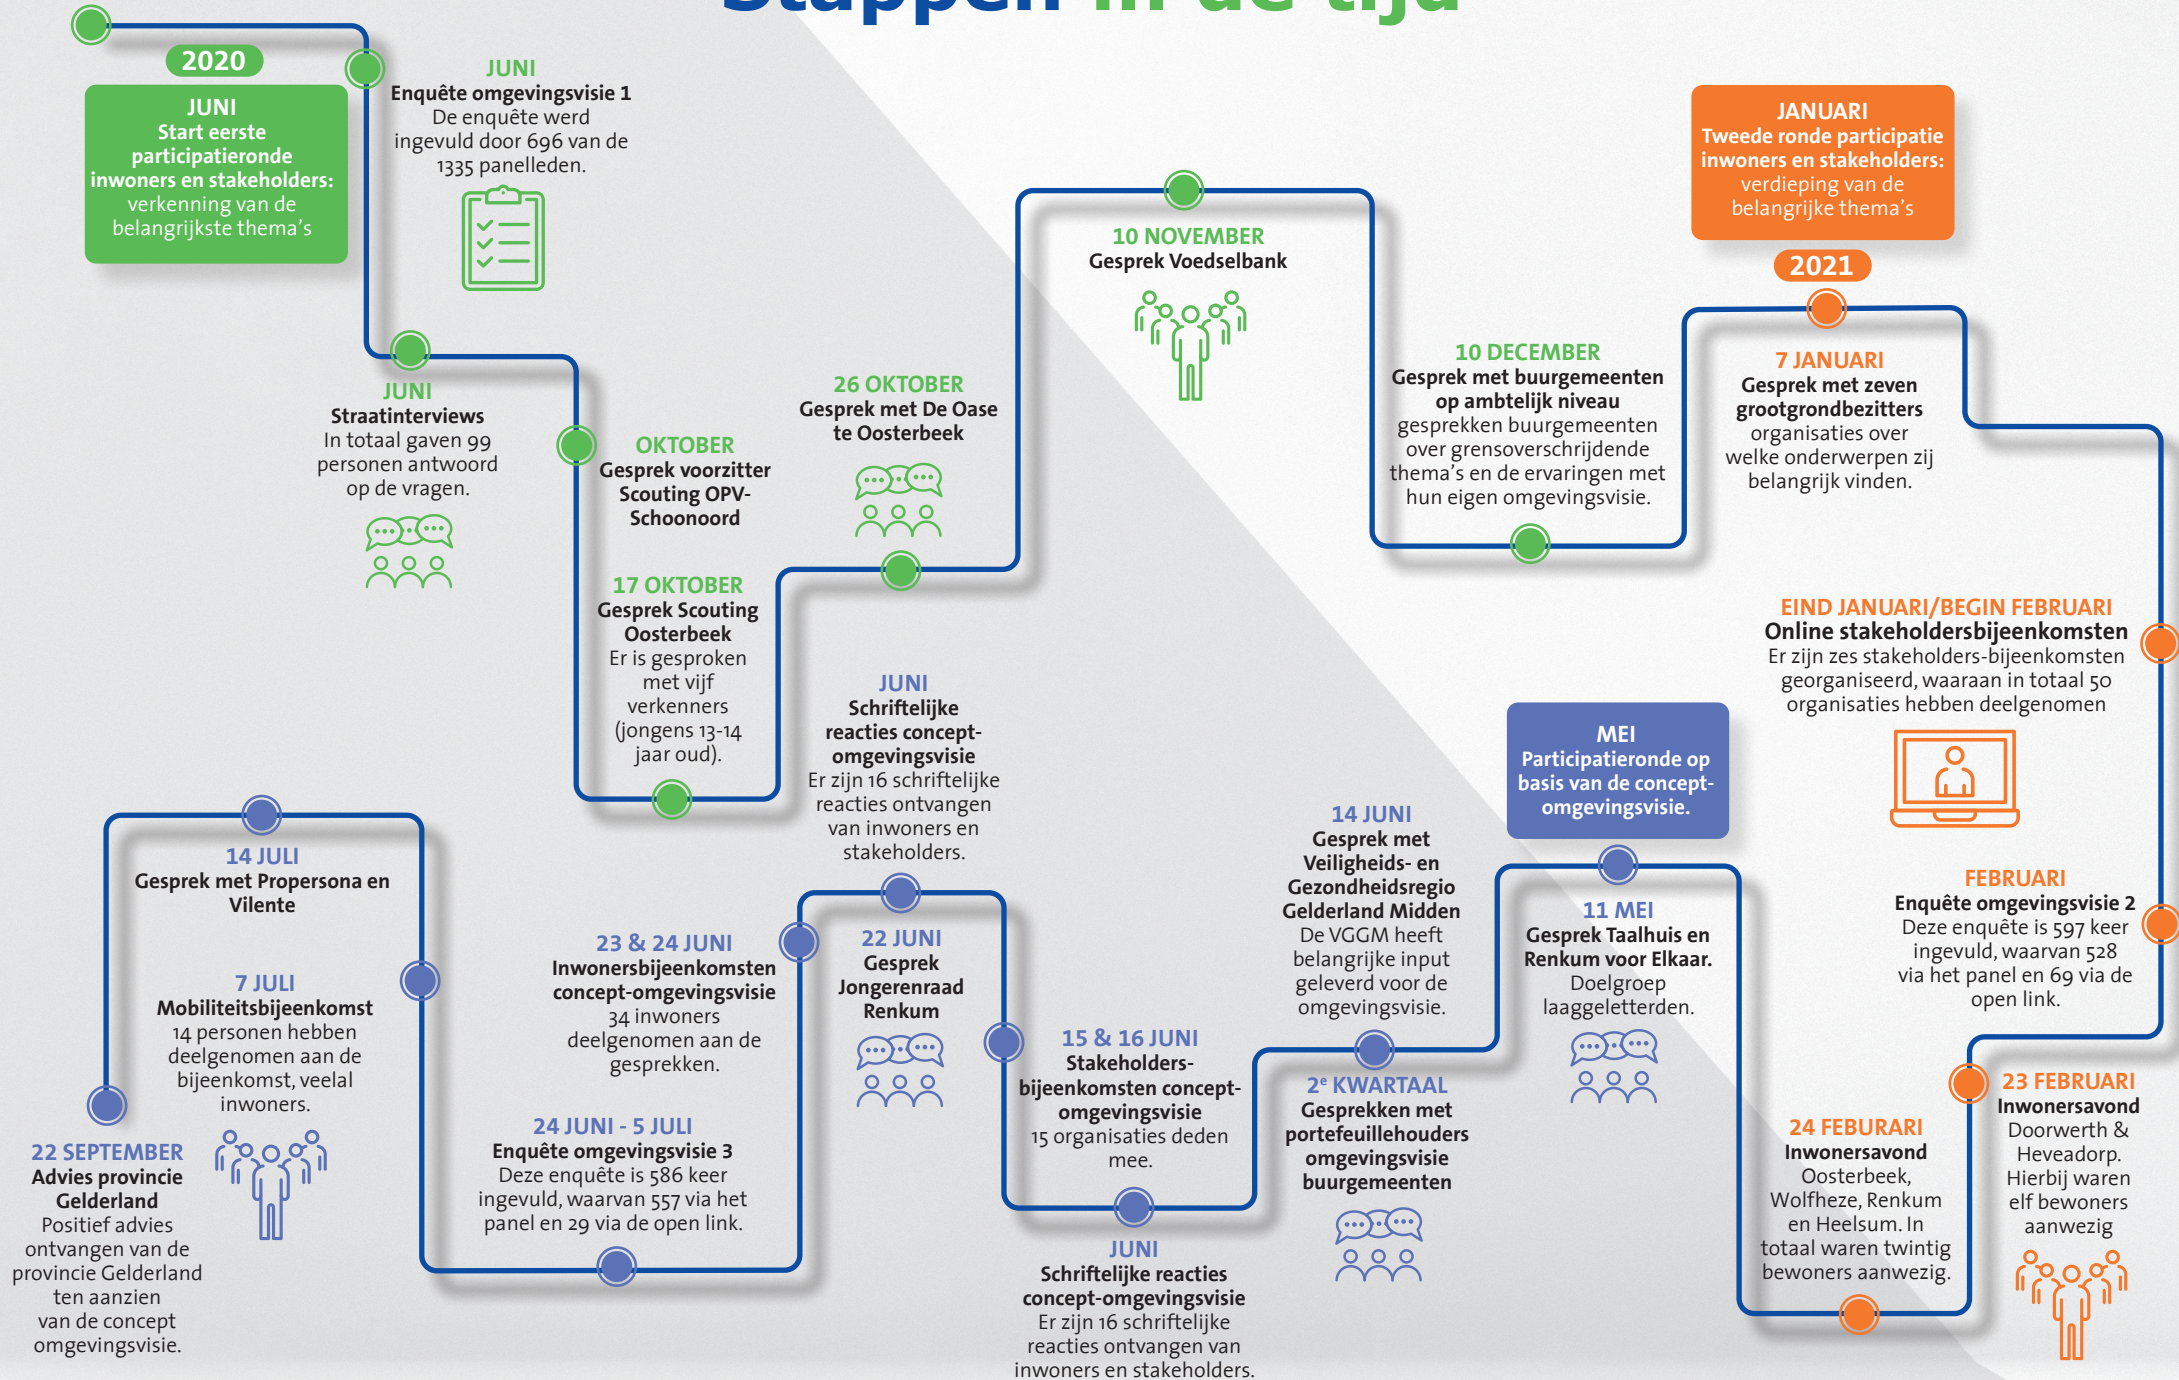 Stappen in de tijd
2020
JUNI
Start eerste
participatieronde
inwoners en stakeholders:
verkenning van de
belangrijkste thema's
JUNI
Enquête omgevingsvisie 1
De enquête werd
ingevuld door 696 van de
1335 panelleden.
JUNI
Straatinterviews
In totaal gaven 99
personen antwoord
op de vragen.
OKTOBER
Gesprek voorzitter
Scouting OPV-
Schoonoord
17 OKTOBER
Gesprek Scouting
Oosterbeek
Er is gesproken
met vijf
verkenners
(jongens 13-14
jaar oud).
26 OKTOBER
Gesprek met De Oase
te Oosterbeek
10 NOVEMBER
Gesprek Voedselbank
10 DECEMBER
Gesprek met buurgemeenten
op ambtelijk niveau
gesprekken buurgemeenten
over grensoverschrijdende
thema's en de ervaringen met
hun eigen omgevingsvisie.
JANUARI
Tweede ronde participatie
inwoners en stakeholders:
verdieping van de
belangrijke thema's
2021
7 JANUARI
Gesprek met zeven
grootgrondbezitters
organisaties over
welke onderwerpen zij
belangrijk vinden.
EIND JANUARI/BEGIN FEBRUARI
Online stakeholdersbijeenkomsten
Er zijn zes stakeholders-bijeenkomsten
georganiseerd, waaraan in totaal 50
organisaties hebben deelgenomen
FEBRUARI
Enquête omgevingsvisie 2
Deze enquête is 597 keer
ingevuld, waarvan 528
via het panel en 69 via de
open link.
23 FEBRUARI
Inwonersavond
Doorwerth &
Heveadorp.
Hierbij waren
elf bewoners
aanwezig
24 FEBURARI
Inwonersavond
Oosterbeek,
Wolfheze, Renkum
en Heelsum. In
totaal waren twintig
bewoners aanwezig.
MEI
Participatieronde op
basis van de concept-
omgevingsvisie.
11 MEI
Gesprek Taalhuis en
Renkum voor Elkaar.
Doelgroep
laaggeletterden.
14 JUNI
Gesprek met
Veiligheids- en
Gezondheidsregio
Gelderland Midden
De VGGM heeft
belangrijke input
geleverd voor de
omgevingsvisie.
2e KWARTAAL
Gesprekken met
portefeuillehouders
omgevingsvisie
buurgemeenten
15 & 16 JUNI
Stakeholders-
bijeenkomsten concept-
omgevingsvisie
15 organisaties deden
mee.
JUNI
Schriftelijke reacties
concept-omgevingsvisie
Er zijn 16 schriftelijke
reacties ontvangen van
inwoners en stakeholders.
JUNI
Schriftelijke
reacties concept-
omgevingsvisie
Er zijn 16 schriftelijke
reacties ontvangen
van inwoners en
stakeholders.
22 JUNI
Gesprek
Jongerenraad
Renkum
23 & 24 JUNI
Inwonersbijeenkomsten
concept-omgevingsvisie
34 inwoners
deelgenomen aan de
gesprekken.
24 JUNI - 5 JULI
Enquête omgevingsvisie 3
Deze enquête is 586 keer
ingevuld, waarvan 557 via het
panel en 29 via de open link.
7 JULI
Mobiliteitsbijeenkomst
14 personen hebben
deelgenomen aan de
bijeenkomst, veelal
inwoners.
14 JULI
Gesprek met Propersona en
Vilente
22 SEPTEMBER
Advies provincie
Gelderland
Positief advies
ontvangen van de
provincie Gelderland
ten aanzien
van de concept
omgevingsvisie.